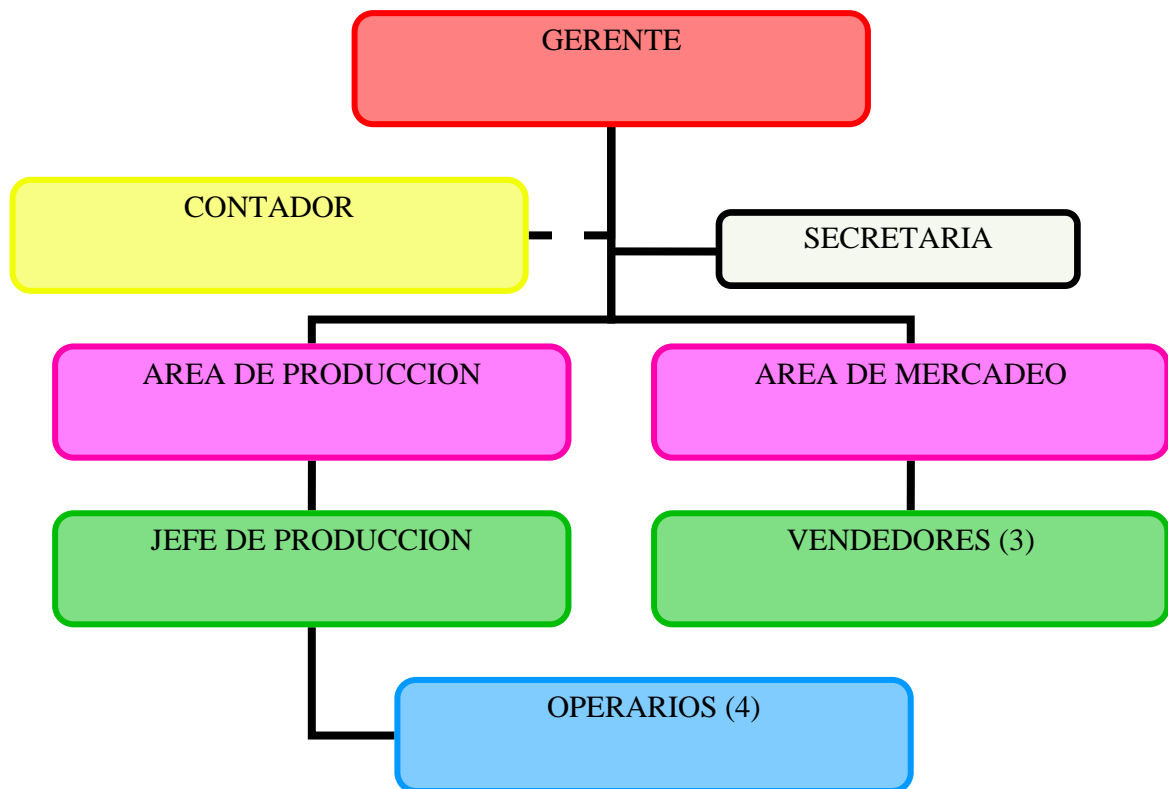 GERENTE
CONTADOR
SECRETARIA
AREA DE PRODUCCION
AREA DE MERCADEO
JEFE DE PRODUCCION
VENDEDORES (3)
OPERARIOS (4)